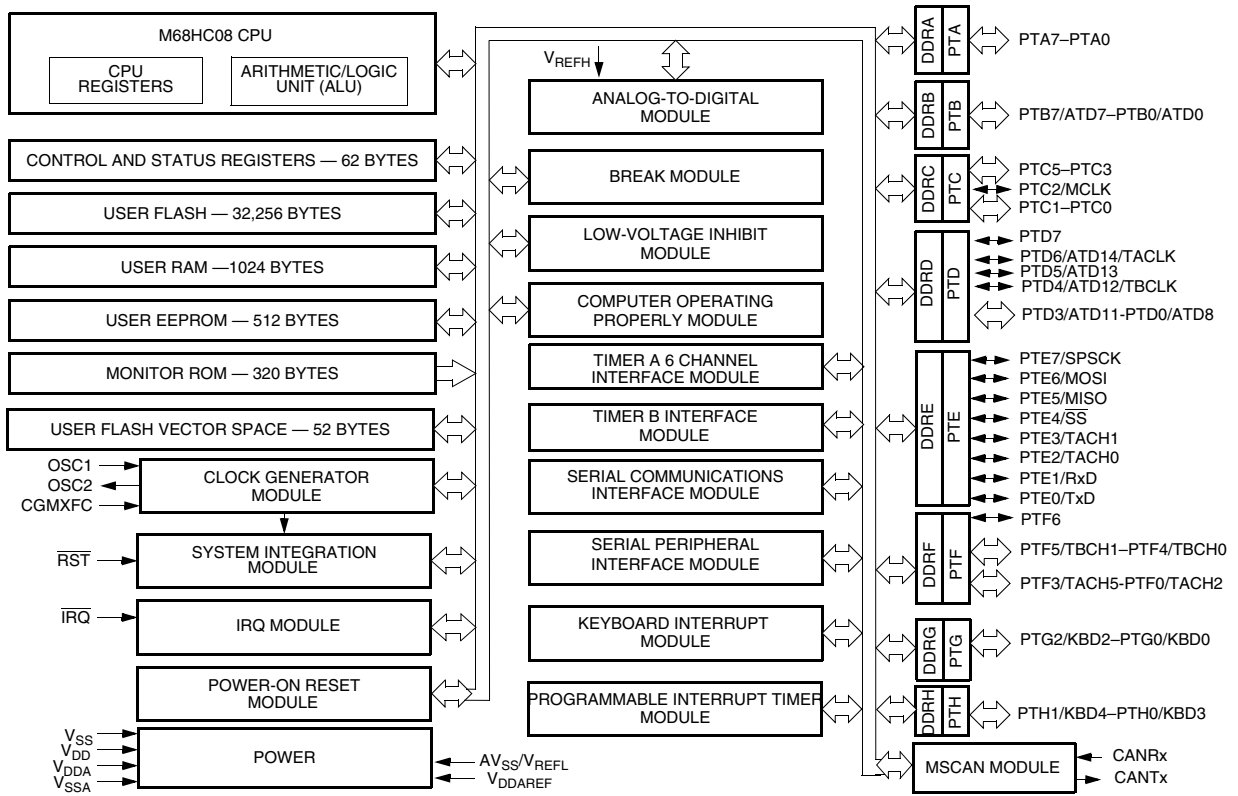 M68HC08 CPU
CPU
REGISTERS
ARITHMETIC/LOGIC
UNIT (ALU)
CONTROL AND STATUS REGISTERS — 62 BYTES
USER FLASH — 32,256 BYTES
USER RAM —1024 BYTES
USER EEPROM — 512 BYTES
MONITOR ROM — 320 BYTES
USER FLASH VECTOR SPACE — 52 BYTES
OSC1
OSC2
CGMXFC
CLOCK GENERATOR
MODULE
RST
SYSTEM INTEGRATION
MODULE
IRQ
IRQ MODULE
POWER-ON RESET
MODULE
VSS
VDD
VDDA
VSSA
POWER
AVSS/VREFL
VDDAREF
VREFH
ANALOG-TO-DIGITAL
MODULE
BREAK MODULE
LOW-VOLTAGE INHIBIT
MODULE
COMPUTER OPERATING
PROPERLY MODULE
TIMER A 6 CHANNEL
INTERFACE MODULE
TIMER B INTERFACE
MODULE
SERIAL COMMUNICATIONS
INTERFACE MODULE
SERIAL PERIPHERAL
INTERFACE MODULE
KEYBOARD INTERRUPT
MODULE
PROGRAMMABLE INTERRUPT TIMER
MODULE
DDRA
PTA
PTA7–PTA0
DDRB
PTB
PTB7/ATD7–PTB0/ATD0
DDRC
PTC
PTC5–PTC3
PTC2/MCLK
PTC1–PTC0
DDRD
PTD
PTD7
PTD6/ATD14/TACLK
PTD5/ATD13
PTD4/ATD12/TBCLK
PTD3/ATD11-PTD0/ATD8
DDRE
PTE
PTE7/SPSCK
PTE6/MOSI
PTE5/MISO
PTE4/SS
PTE3/TACH1
PTE2/TACH0
PTE1/RxD
PTE0/TxD
DDRF
PTF
PTF6
PTF5/TBCH1–PTF4/TBCH0
PTF3/TACH5-PTF0/TACH2
DDRG
PTG
PTG2/KBD2–PTG0/KBD0
DDRH
PTH
PTH1/KBD4–PTH0/KBD3
MSCAN MODULE
CANRx
CANTx